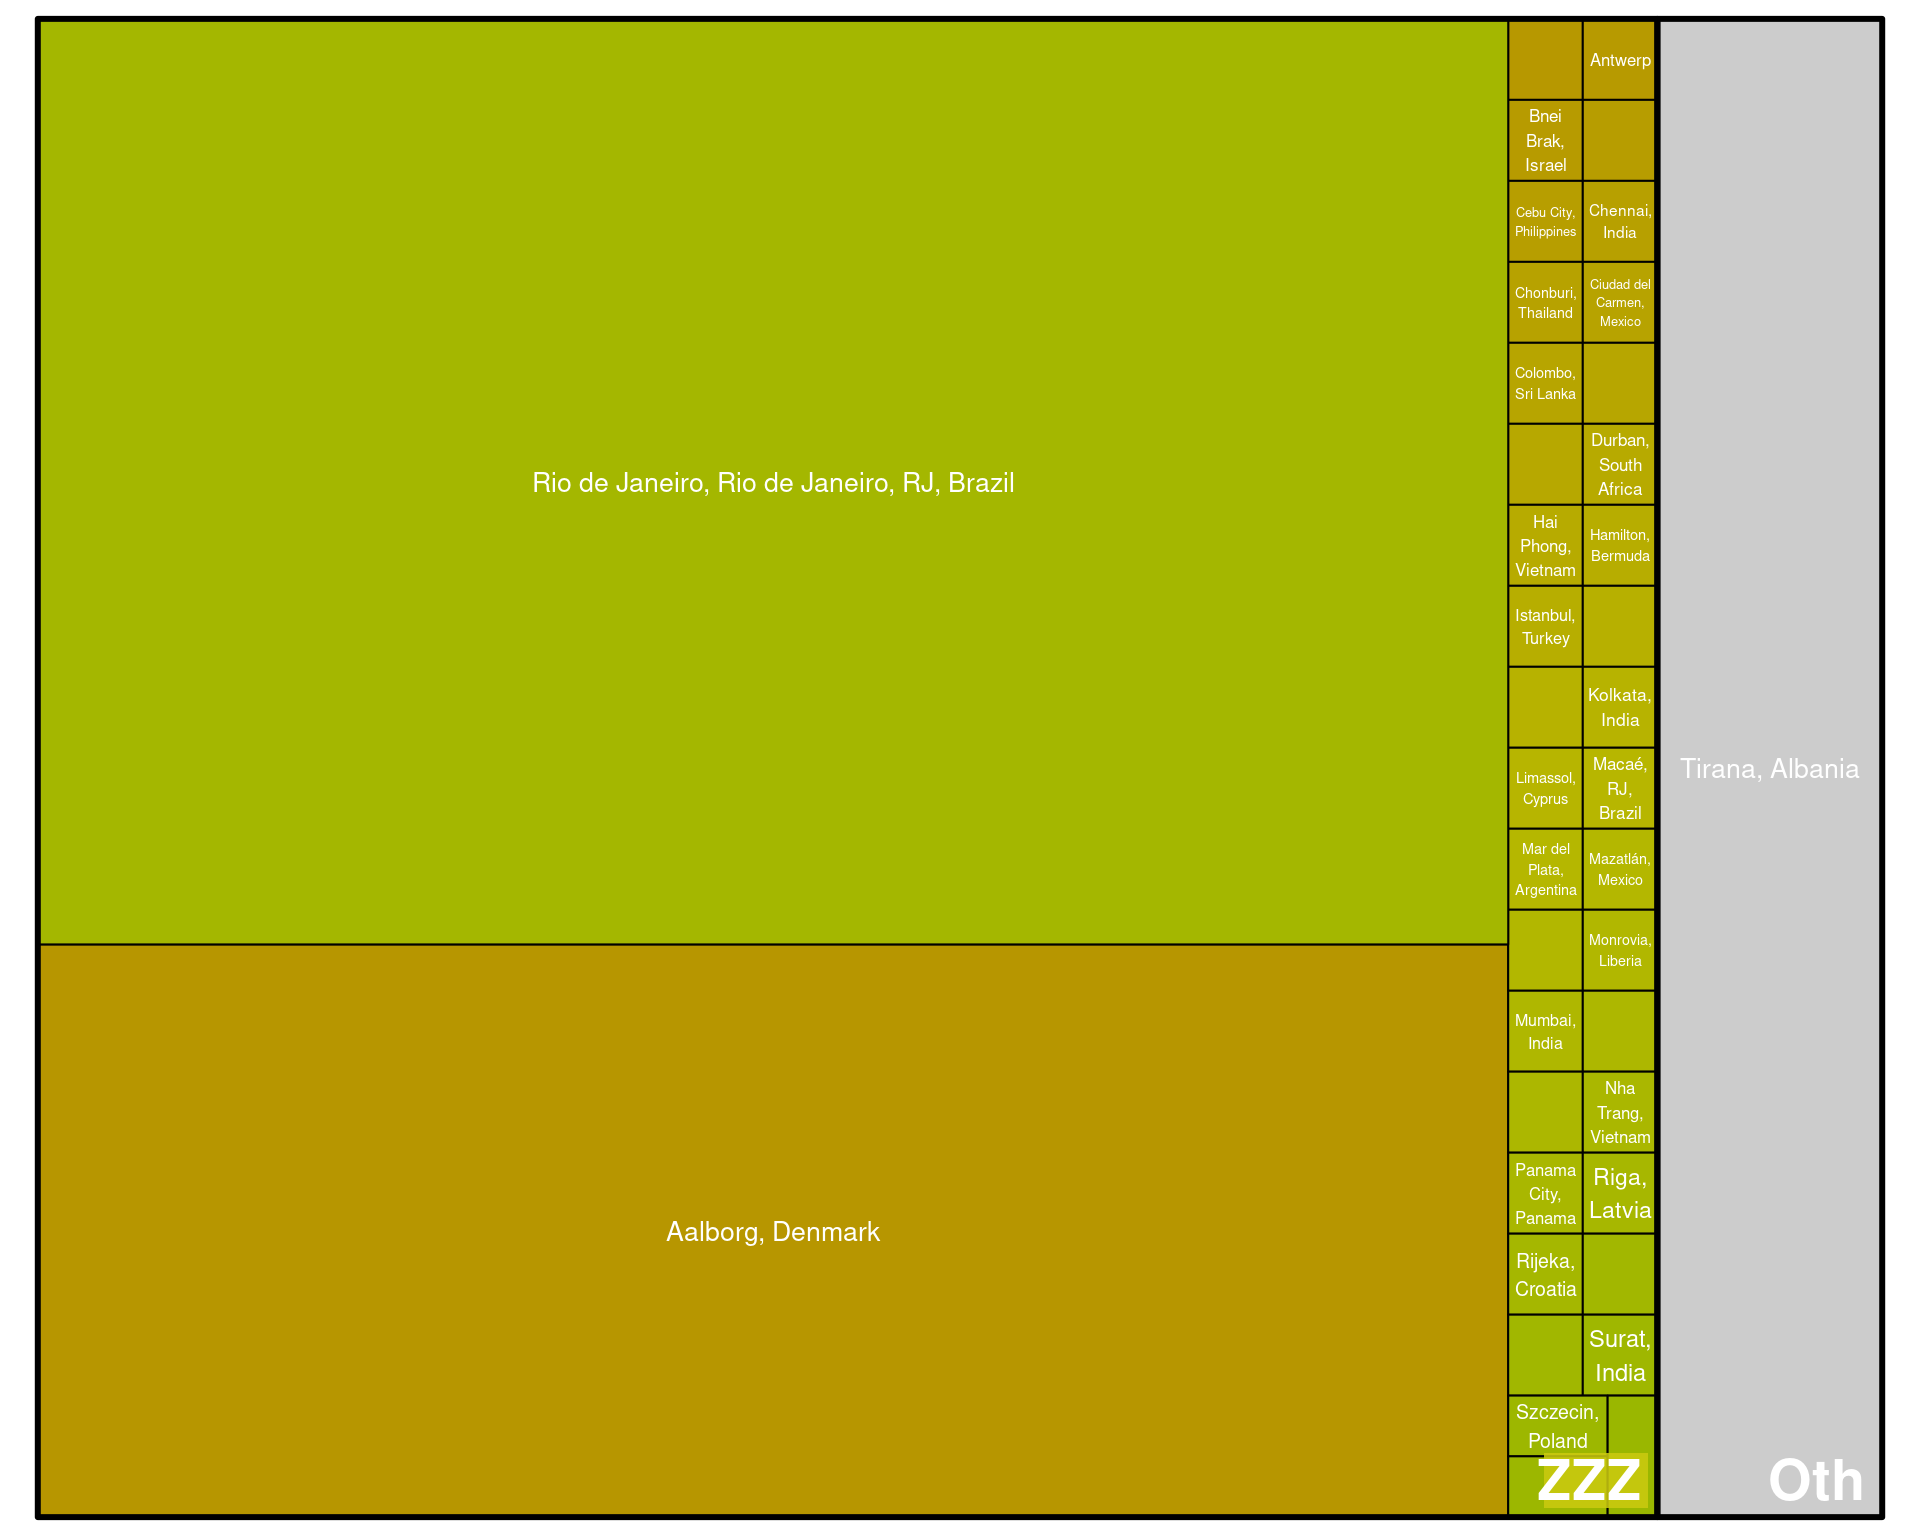 Rio de Janeiro, Rio de Janeiro, RJ, Brazil
Aalborg, Denmark
Antwerp
Bnei
Brak,
Israel
Cebu City,
Philippines
Chennai,
India
Chonburi,
Thailand
Ciudad del
Carmen,
Mexico
Colombo,
Sri Lanka
Durban,
South
Africa
Hai
Phong,
Vietnam
Hamilton,
Bermuda
Istanbul,
Turkey
Kolkata,
India
Limassol,
Cyprus
Macaé,
RJ,
Brazil
Mar del
Plata,
Argentina
Mazatlán,
Mexico
Monrovia,
Liberia
Mumbai,
India
Nha
Trang,
Vietnam
Panama
City,
Panama
Riga,
Latvia
Rijeka,
Croatia
Surat,
India
Szczecin,
Poland
ZZZ
Tirana, Albania
Oth